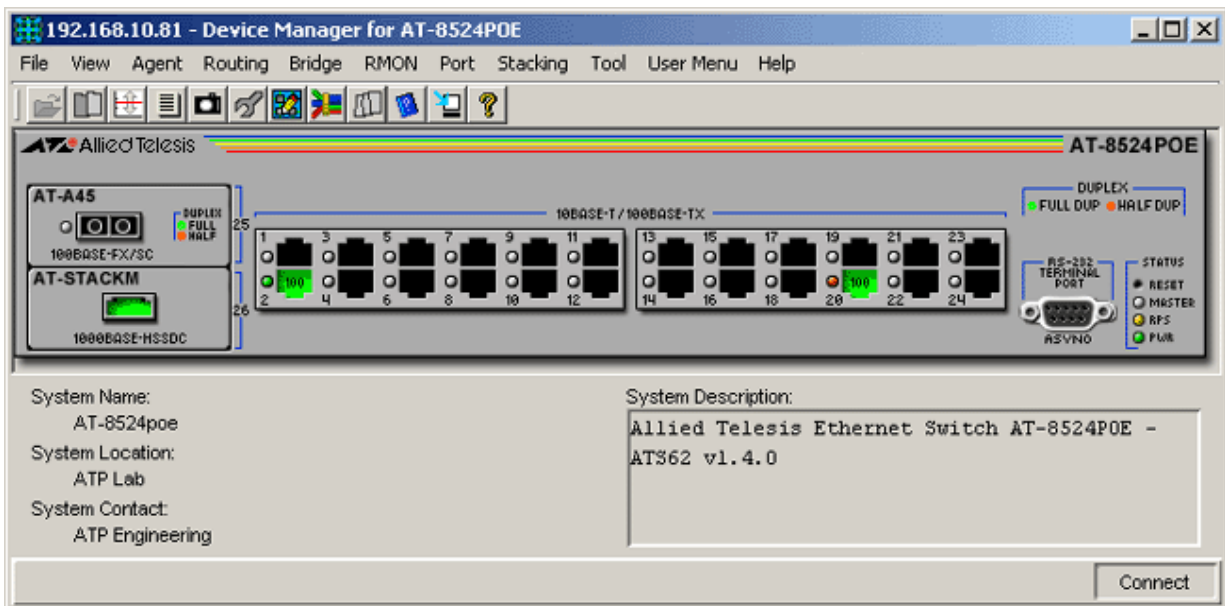 192.168.10.81 - Device Manager for AT-8524POE
File View Agent Routing Bridge RMON Port Stacking Tool User Menu Help
Allied Telesis
AT-8524POE
AT-A45
DUPLEX
FULL
HALF
100BASE-FX/SC
25
AT-STACKM
1000BASE-HSSDC
26
10BASE-T/100BASE-TX
1 3 5 7 9 11 13 15 17 19 21 23
100 100
2 4 6 8 10 12 14 16 18 20 22 24
DUPLEX
FULL DUP HALF DUP
RS-232
TERMINAL
PORT
ASYNO
STATUS
RESET
MASTER
RPS
PWR
System Name:
AT-8524poe
System Location:
ATP Lab
System Contact:
ATP Engineering
System Description:
Allied Telesis Ethernet Switch AT-8524POE -
ATS62 v1.4.0
Connect